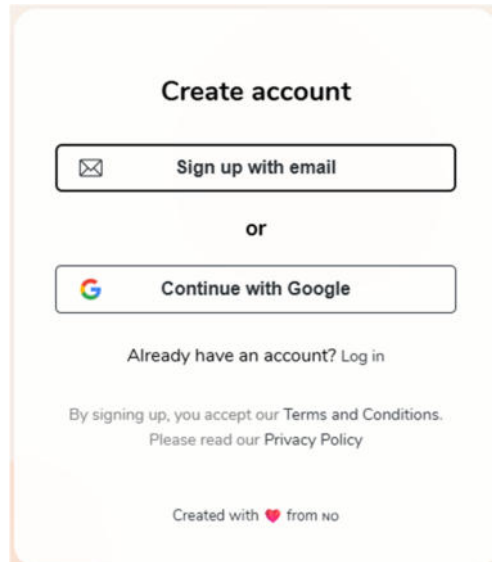 Create account
Sign up with email
or
Continue with Google
Already have an account? Log in
By signing up, you accept our Terms and Conditions.
Please read our Privacy Policy
Created with ❤ from NO